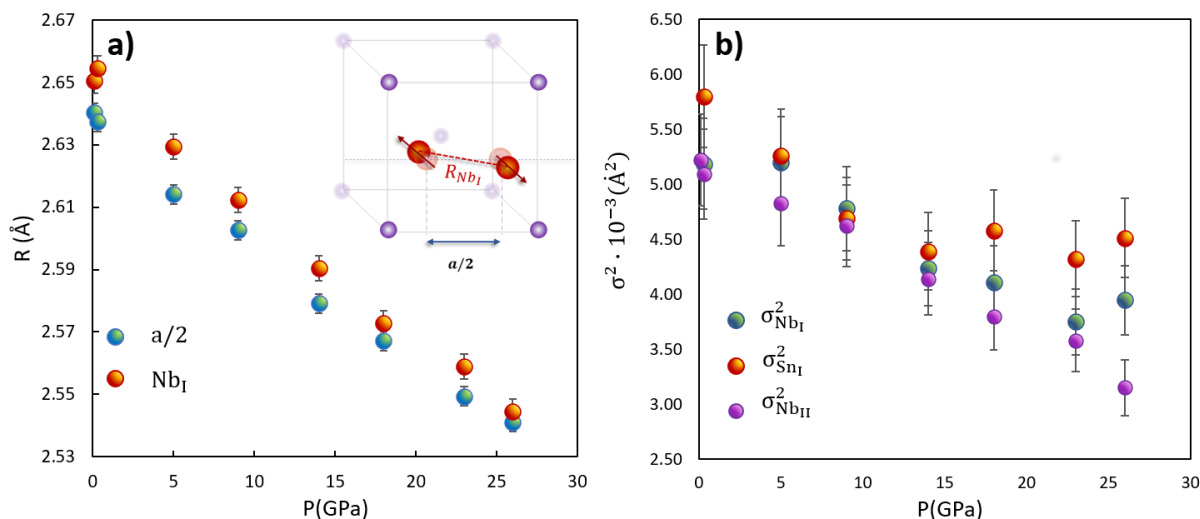 a)
2.67
2.65
2.63
2.61
2.59
2.57
2.55
2.53
R (Å)
R_{Nb_I}
a/2
a/2
Nb_I
0 5 10 15 20 25 30
P(GPa)
b)
6.50
6.00
5.50
5.00
4.50
4.00
3.50
3.00
2.50
σ² · 10⁻³(Å²)
σ²_{Nb_I}
σ²_{Sn_I}
σ²_{Nb_II}
0 5 10 15 20 25 30
P(GPa)